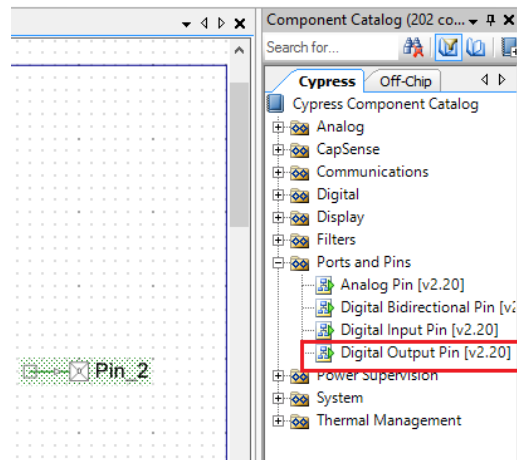 Component Catalog (202 co...
Search for...
Cypress
Off-Chip
Cypress Component Catalog
Analog
CapSense
Communications
Digital
Display
Filters
Ports and Pins
Analog Pin [v2.20]
Digital Bidirectional Pin [v2
Digital Input Pin [v2.20]
Digital Output Pin [v2.20]
Power Supervision
System
Thermal Management
Pin_2